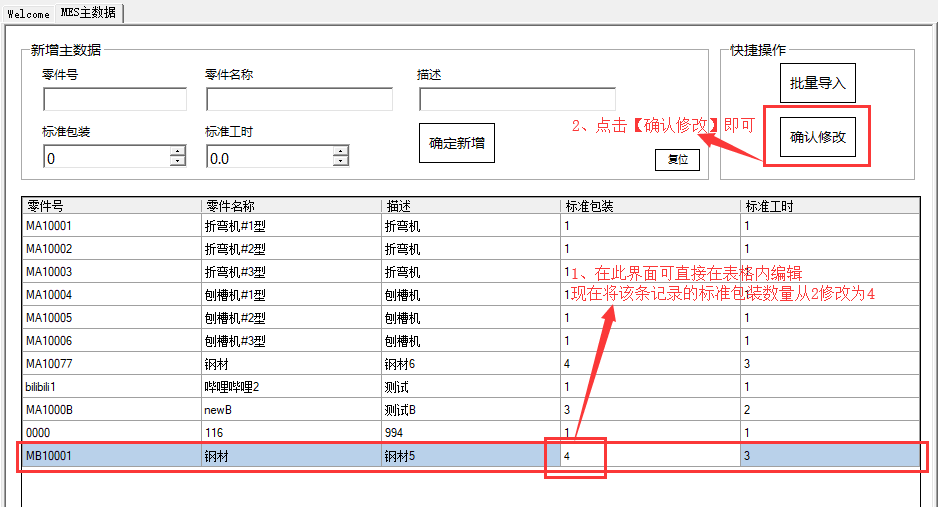 Welcome MES主数据
新增主数据 快捷操作
零件号 零件名称 描述
批量导入
标准包装 标准工时
2、点击【确认修改】即可
0 0.0 确定新增 确认修改
复位
零件号 零件名称 描述 标准包装 标准工时
MA10001 折弯机#1型 折弯机 1 1
MA10002 折弯机#2型 折弯机 1 1
MA10003 折弯机#3型 折弯机 1 1
1、在此界面可直接在表格内编辑
MA10004 刨槽机#1型 刨槽机 1 1
现在将该条记录的标准包装数量从2修改为4
MA10005 刨槽机#2型 刨槽机 1 1
MA10006 刨槽机#3型 刨槽机 1 1
MA10077 钢材 钢材6 4 3
bilibili1 哔哩哔哩2 测试 1 1
MA1000B newB 测试B 3 2
0000 116 994 1 1
MB10001 钢材 钢材5 4 3